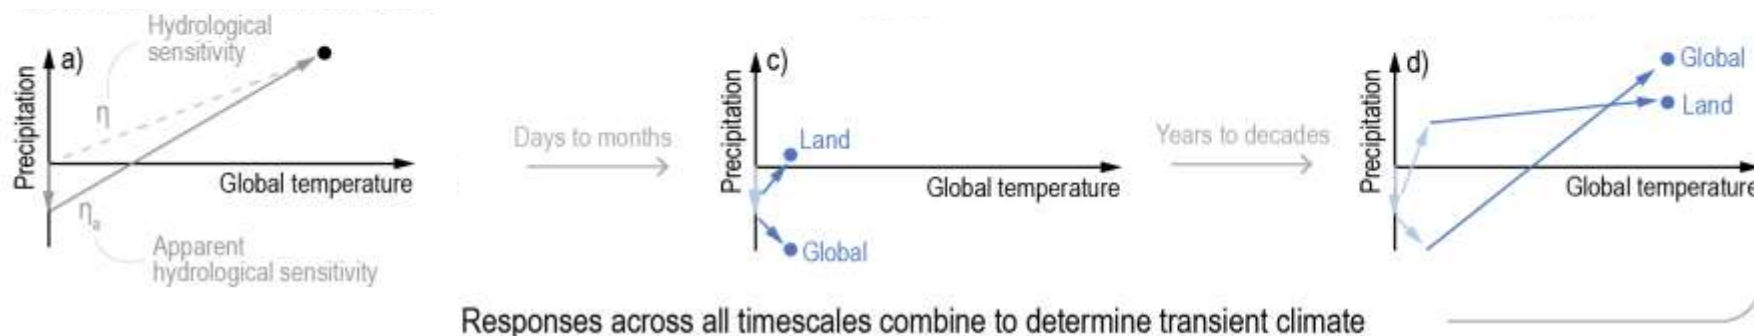 Hydrological
sensitivity
a)
Precipitation
η
ηa
Global temperature
Apparent
hydrological sensitivity
Days to months
c)
Precipitation
Land
Global temperature
Global
Years to decades
d)
Precipitation
Global
Land
Global temperature
Responses across all timescales combine to determine transient climate